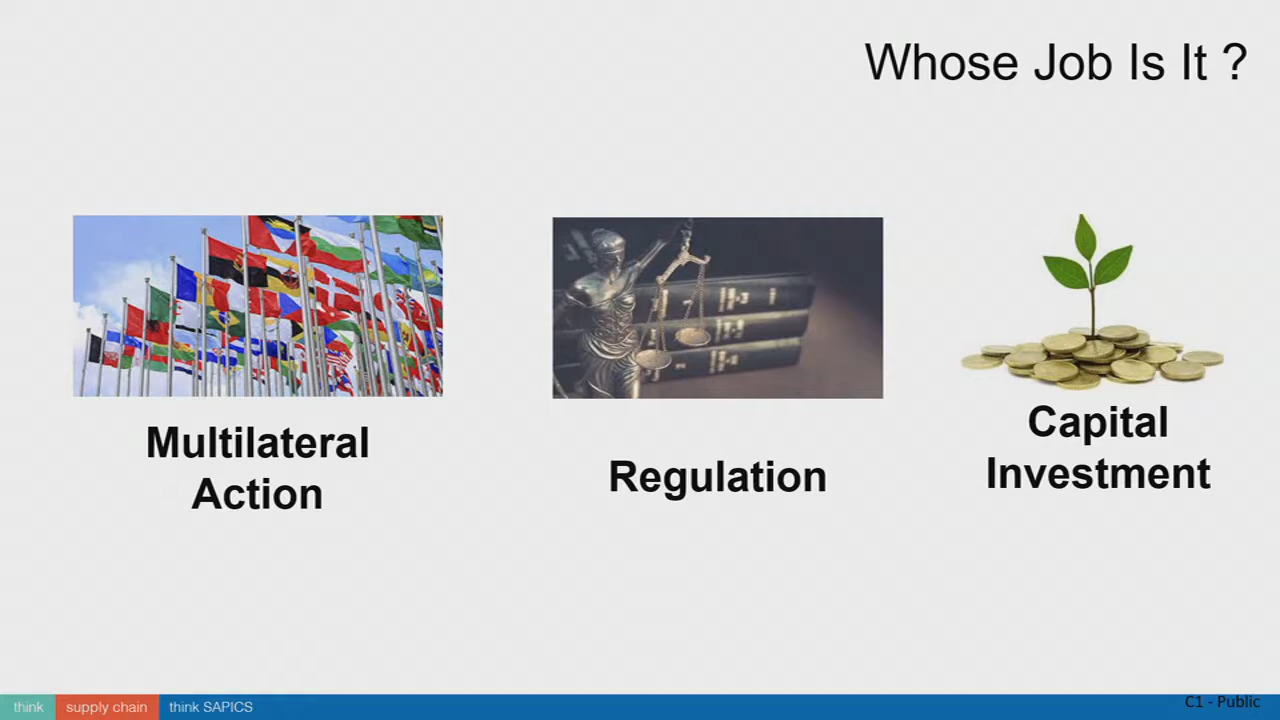 Whose Job Is It ?
Multilateral
Action
Regulation
Capital
Investment
think supply chain think SAPICS
C1 - Public